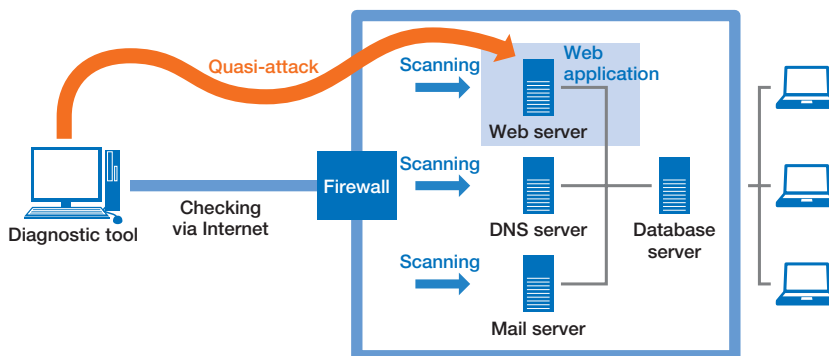 Quasi-attack
Scanning
Web
application
Web server
Firewall
Scanning
Checking
via Internet
Diagnostic tool
DNS server
Database
server
Scanning
Mail server